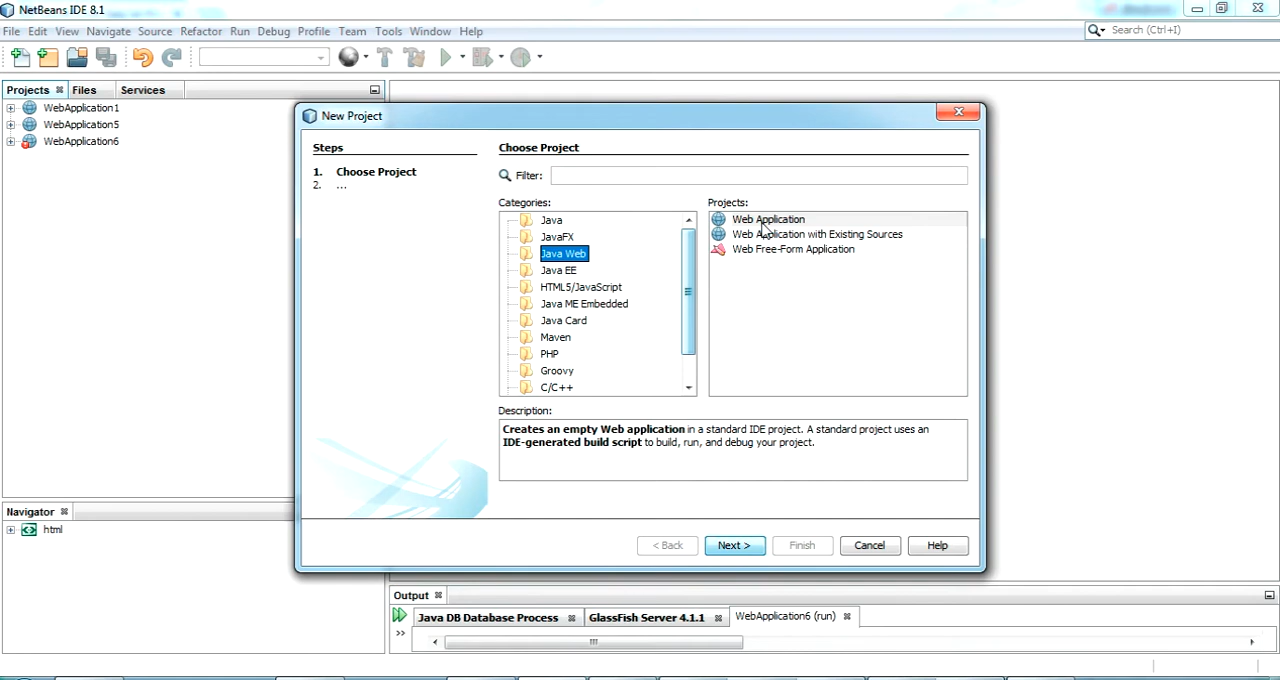 NetBeans IDE 8.1
File Edit View Navigate Source Refactor Run Debug Profile Team Tools Window Help
Search (Ctrl+I)
Projects Files Services
WebApplication1
WebApplication5
WebApplication6
New Project
Steps
1. Choose Project
2. ...
Choose Project
Filter:
Categories:
Java
JavaFX
Java Web
Java EE
HTML5/JavaScript
Java ME Embedded
Java Card
Maven
PHP
Groovy
C/C++
Projects:
Web Application
Web Application with Existing Sources
Web Free-Form Application
Description:
Creates an empty Web application in a standard IDE project. A standard project uses an
IDE-generated build script to build, run, and debug your project.
< Back Next > Finish Cancel Help
Navigator
html
Output
Java DB Database Process GlassFish Server 4.1.1 WebApplication6 (run)